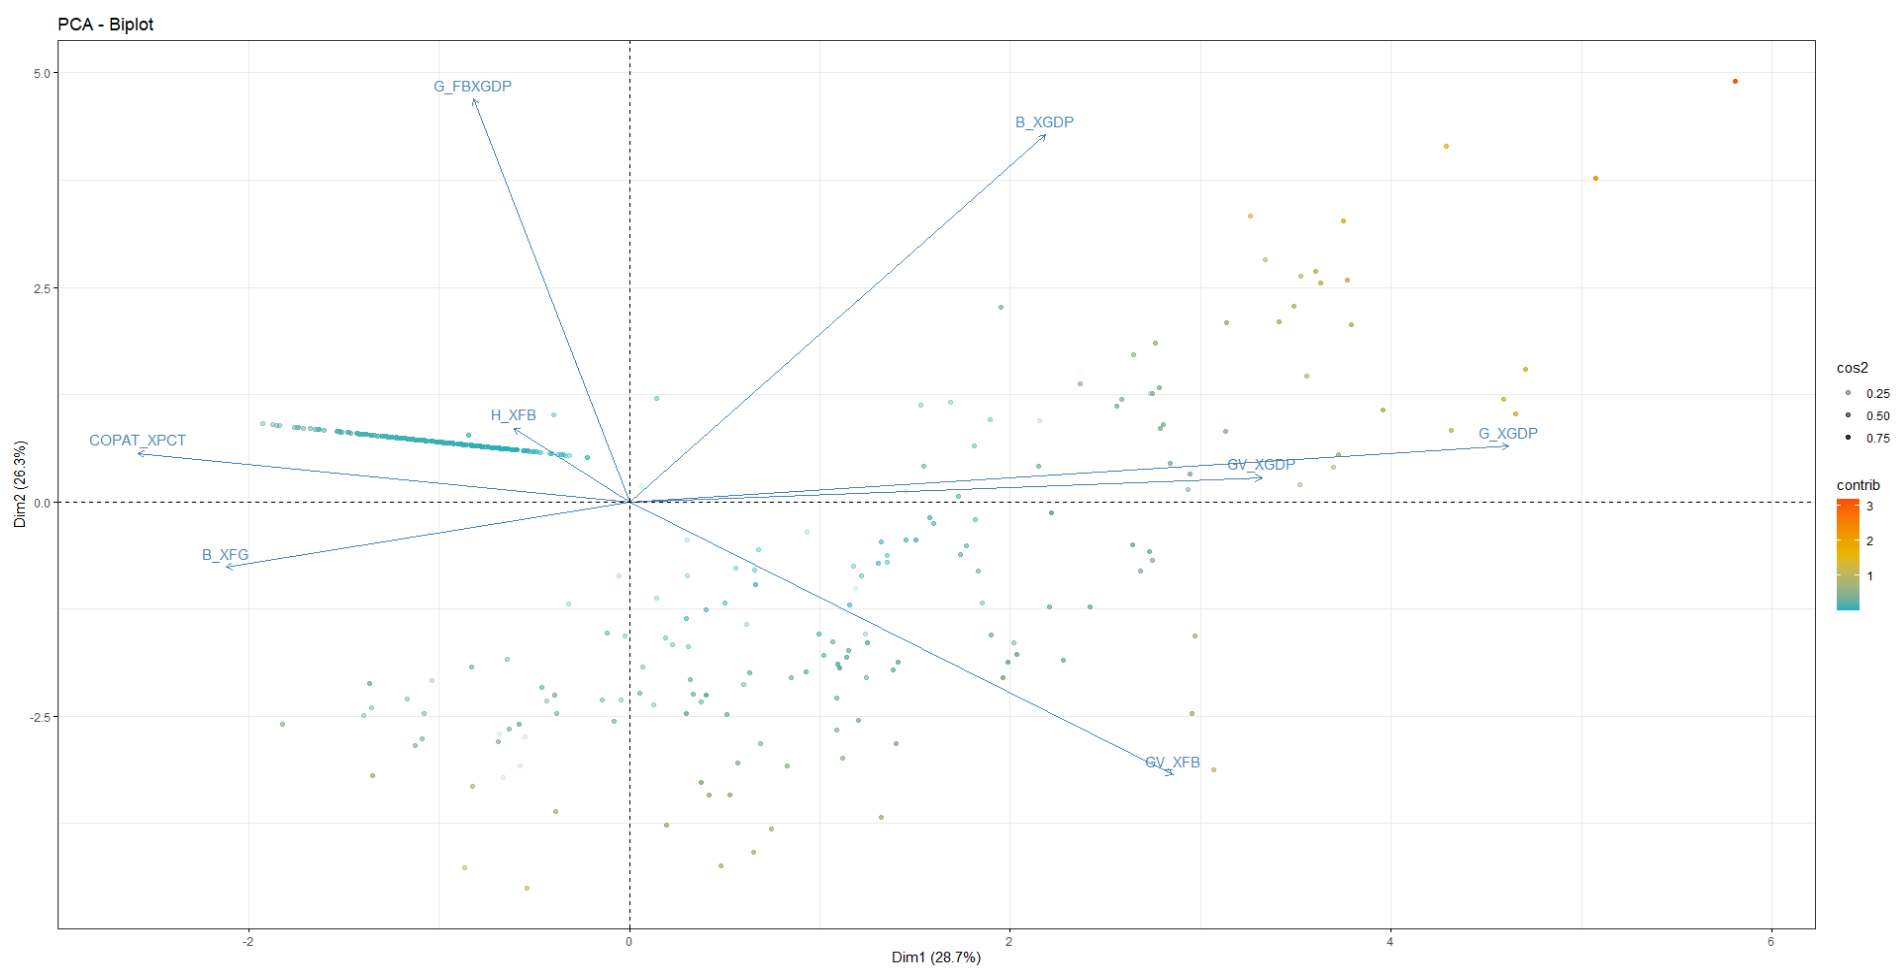 PCA - Biplot
5.0
G_FBXGDP
B_XGDP
2.5
cos2
0.25
H_XFB
0.50
COPAT_XPCT
G_XGDP
0.75
GV_XGDP
contrib
Dim2 (26.3%)
0.0
3
2
B_XFG
1
-2.5
GV_XFB
-2
0
2
4
6
Dim1 (28.7%)